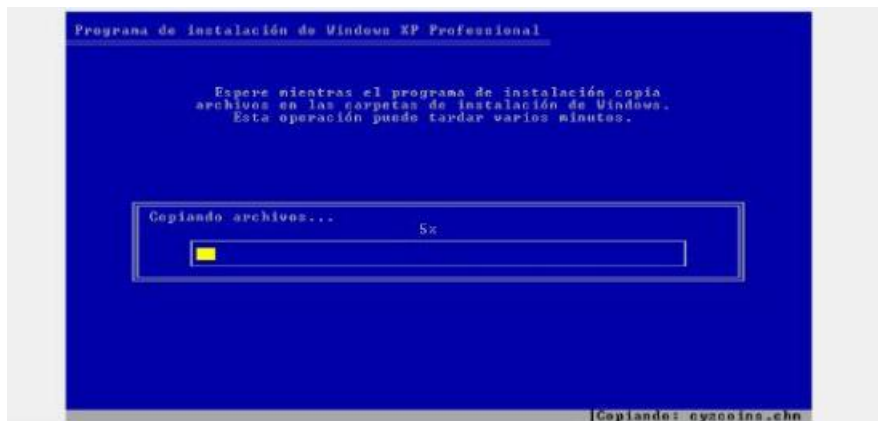 Programa de instalación de Windows XP Professional
Espere mientras el programa de instalación copia
archivos en las carpetas de instalación de Windows.
Esta operación puede tardar varios minutos.
Copiando archivos...
5%
Copiando: